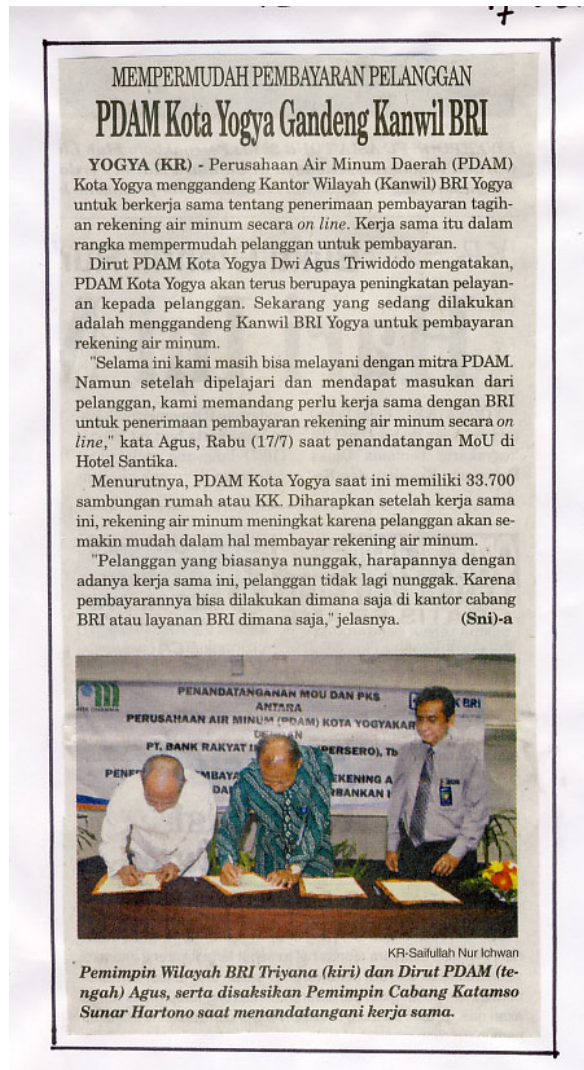 MEMPERMUDAH PEMBAYARAN PELANGGAN
PDAM Kota Yogya Gandeng Kanwil BRI
YOGYA (KR) - Perusahaan Air Minum Daerah (PDAM)
Kota Yogya menggandeng Kantor Wilayah (Kanwil) BRI Yogya
untuk berkerja sama tentang penerimaan pembayaran tagih-
an rekening air minum secara on line. Kerja sama itu dalam
rangka mempermudah pelanggan untuk pembayaran.
Dirut PDAM Kota Yogya Dwi Agus Triwidodo mengatakan,
PDAM Kota Yogya akan terus berupaya peningkatan pelayan-
an kepada pelanggan. Sekarang yang sedang dilakukan
adalah menggandeng Kanwil BRI Yogya untuk pembayaran
rekening air minum.
"Selama ini kami masih bisa melayani dengan mitra PDAM.
Namun setelah dipelajari dan mendapat masukan dari
pelanggan, kami memandang perlu kerja sama dengan BRI
untuk penerimaan pembayaran rekening air minum secara on
line," kata Agus, Rabu (17/7) saat penandatangan MoU di
Hotel Santika.
Menurutnya, PDAM Kota Yogya saat ini memiliki 33.700
sambungan rumah atau KK. Diharapkan setelah kerja sama
ini, rekening air minum meningkat karena pelanggan akan se-
makin mudah dalam hal membayar rekening air minum.
"Pelanggan yang biasanya nunggak, harapannya dengan
adanya kerja sama ini, pelanggan tidak lagi nunggak. Karena
pembayarannya bisa dilakukan dimana saja di kantor cabang
BRI atau layanan BRI dimana saja," jelasnya. (Sni)-a
PENANDATANGANAN MOU DAN PKS
ANTARA
BRI
PERUSAHAAN AIR MINUM (PDAM) KOTA YOGYAKAR
PT. BANK RAKYAT I PERSERO), Tb
KR-Saifullah Nur Ichwan
Pemimpin Wilayah BRI Triyana (kiri) dan Dirut PDAM (te-
ngah) Agus, serta disaksikan Pemimpin Cabang Katamso
Sunar Hartono saat menandatangani kerja sama.